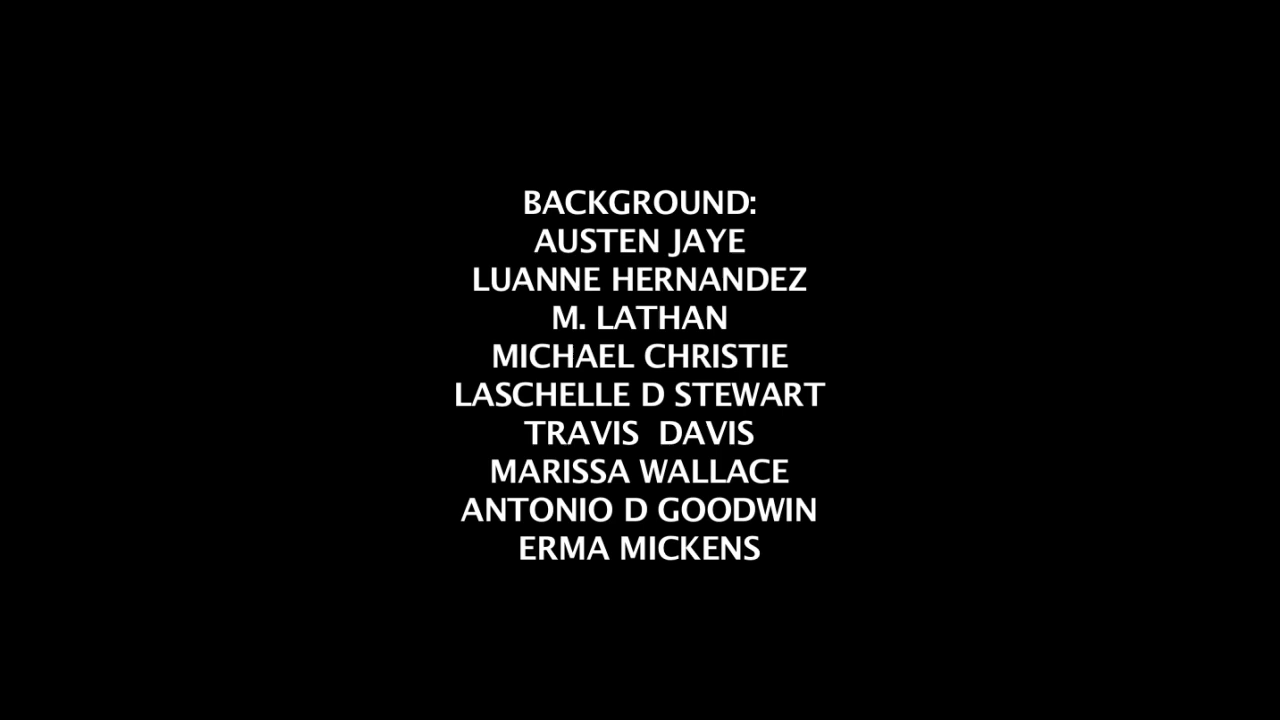 BACKGROUND:
AUSTEN JAYE
LUANNE HERNANDEZ
M. LATHAN
MICHAEL CHRISTIE
LASCHELLE D STEWART
TRAVIS  DAVIS
MARISSA WALLACE
ANTONIO D GOODWIN
ERMA MICKENS